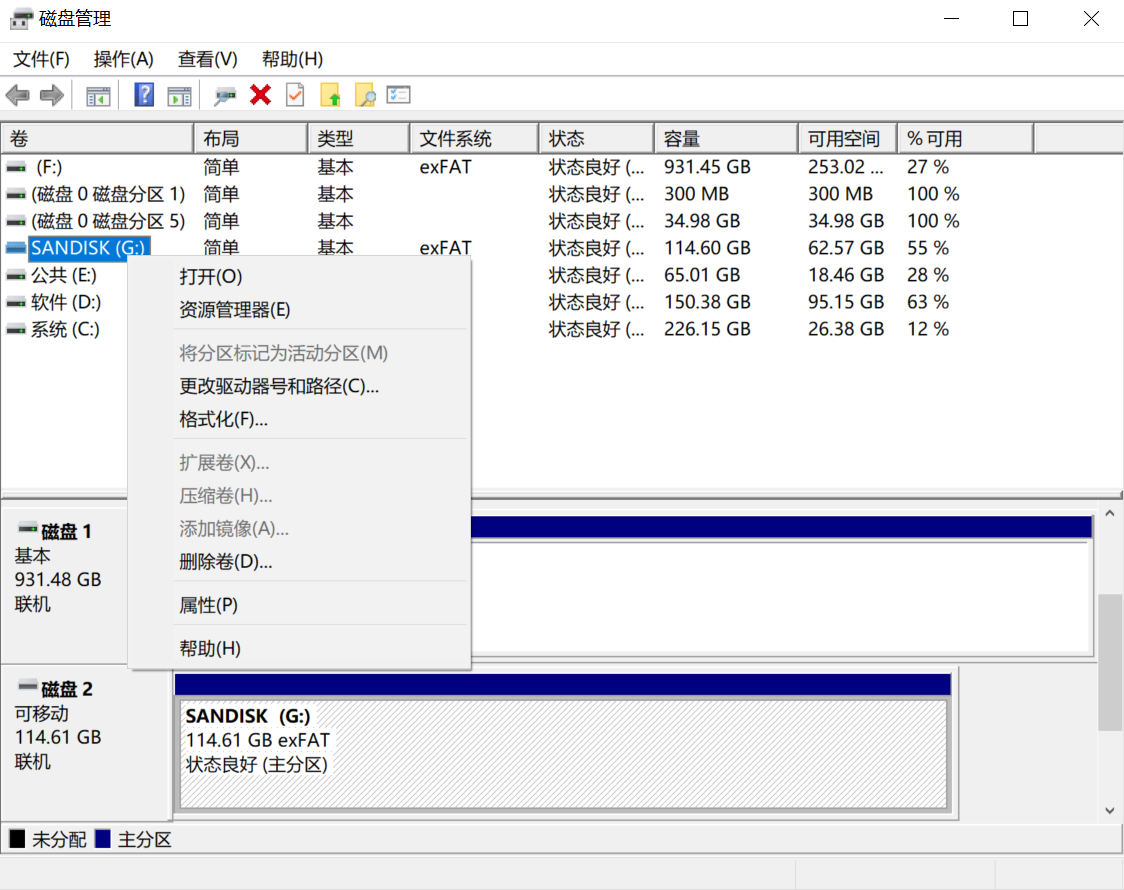 磁盘管理
文件(F) 操作(A) 查看(V) 帮助(H)
卷 布局 类型 文件系统 状态 容量 可用空间 % 可用
(F:) 简单 基本 exFAT 状态良好 (... 931.45 GB 253.02 ... 27 %
(磁盘 0 磁盘分区 1) 简单 基本 状态良好 (... 300 MB 300 MB 100 %
(磁盘 0 磁盘分区 5) 简单 基本 状态良好 (... 34.98 GB 34.98 GB 100 %
SANDISK (G:) 简单 基本 exFAT 状态良好 (... 114.60 GB 62.57 GB 55 %
公共 (E:) 状态良好 (... 65.01 GB 18.46 GB 28 %
软件 (D:) 状态良好 (... 150.38 GB 95.15 GB 63 %
系统 (C:) 状态良好 (... 226.15 GB 26.38 GB 12 %
打开(O)
资源管理器(E)
将分区标记为活动分区(M)
更改驱动器号和路径(C)...
格式化(F)...
扩展卷(X)...
压缩卷(H)...
添加镜像(A)...
删除卷(D)...
属性(P)
帮助(H)
磁盘 1
基本
931.48 GB
联机
磁盘 2
可移动
114.61 GB
联机
SANDISK (G:)
114.61 GB exFAT
状态良好 (主分区)
未分配 主分区